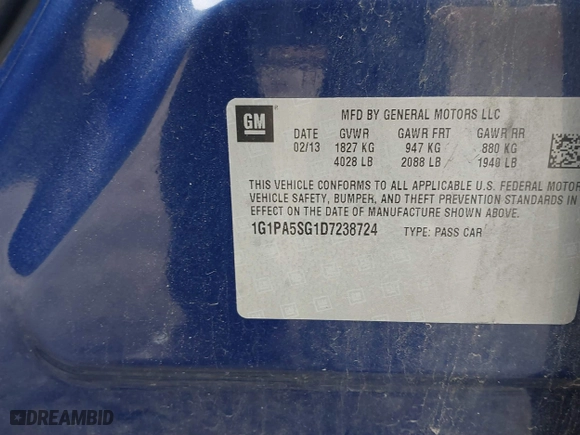 GM
MFD BY GENERAL MOTORS LLC
DATE GVWR GAWR FRT GAWR RR
02/13 1827 KG 947 KG 880 KG
4028 LB 2088 LB 1940 LB
THIS VEHICLE CONFORMS TO ALL APPLICABLE U.S. FEDERAL MOTOR
VEHICLE SAFETY, BUMPER, AND THEFT PREVENTION STANDARDS IN
EFFECT ON THE DATE OF MANUFACTURE SHOWN ABOVE.
1G1PA5SG1D7238724 TYPE: PASS CAR
DREAMBID